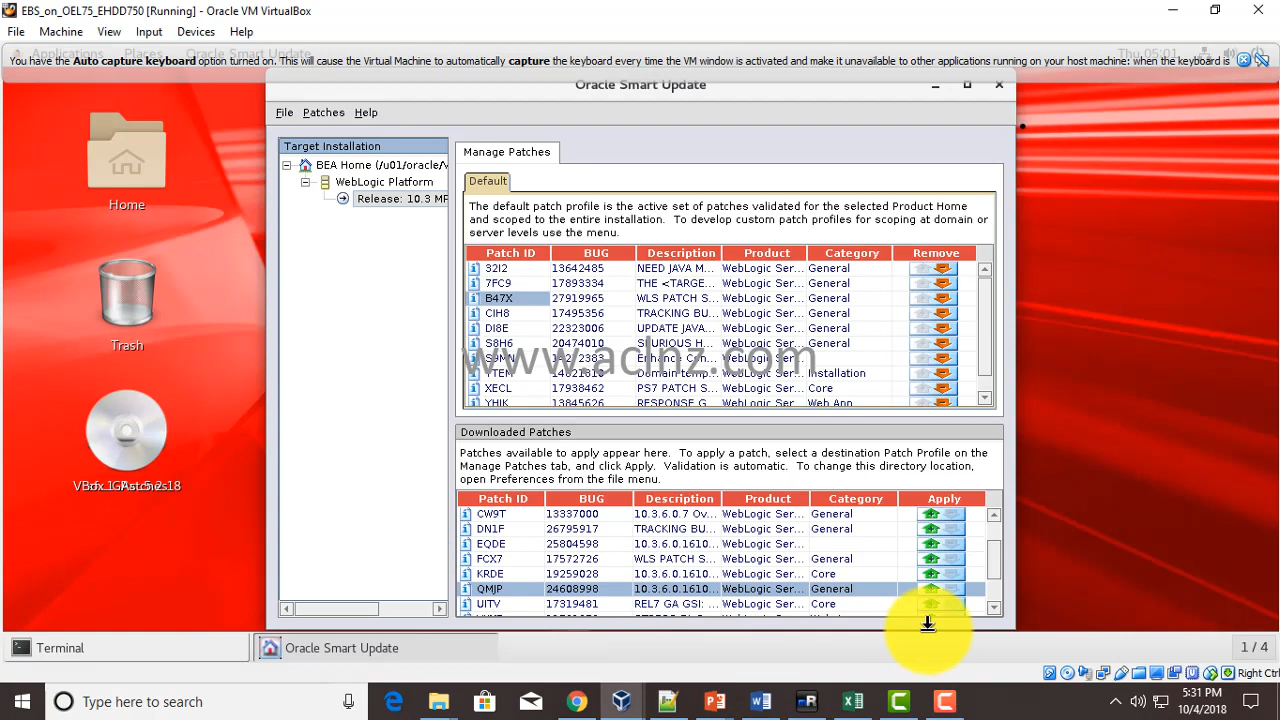 EBS_on_OEL75_EHDD750 [Running] - Oracle VM VirtualBox
File Machine View Input Devices Help
Applications Places Oracle Smart Update Thu 05:01
You have the Auto capture keyboard option turned on. This will cause the Virtual Machine to automatically capture the keyboard every time the VM window is activated and make it unavailable to other applications running on your host machine: when the keyboard is
Oracle Smart Update
File Patches Help
Home
Trash
Target Installation
BEA Home (/u01/oracle/
WebLogic Platform
Release: 10.3 MP
Manage Patches
Default
The default patch profile is the active set of patches validated for the selected Product Home
and scoped to the entire installation. To develop custom patch profiles for scoping at domain or
server levels use the menu.
Patch ID BUG Description Product Category Remove
32I2 13642485 NEED JAVA M... WebLogic Ser... General
7FC9 17893334 THE <TARGE... WebLogic Ser... General
B47X 27919965 WLS PATCH S... WebLogic Ser... General
CIH8 17495356 TRACKING BU... WebLogic Ser... General
DI8E 22323006 UPDATE JAVA... WebLogic Ser... General
S8H6 20474010 WebLogic Ser... General
www.aclnz.com
Installation
XECL 17938462 PS7 PATCH S... WebLogic Ser... Core
YHIK 13845626 RESPONSE G... WebLogic Ser... Web App
Downloaded Patches
Patches available to apply appear here. To apply a patch, select a destination Patch Profile on the
Manage Patches tab, and click Apply. Validation is automatic. To change this directory location,
open Preferences from the file menu.
Patch ID BUG Description Product Category Apply
CW9T 13337000 10.3.6.0.7 Ov... WebLogic Ser... General
DN1F 26795917 TRACKING BU... WebLogic Ser... General
EQDE 25804598 10.3.6.0.1610... WebLogic Ser...
FCX7 17572726 WLS PATCH S... WebLogic Ser... General
KRDE 19259028 10.3.6.0.1610... WebLogic Ser... Core
QMJP 24608998 10.3.6.0.1610... WebLogic Ser... General
UITV 17319481 REL7 GA GSI: ... WebLogic Ser... Core
Terminal Oracle Smart Update 1 / 4
Right Ctrl
Type here to search
5:31 PM
10/4/2018